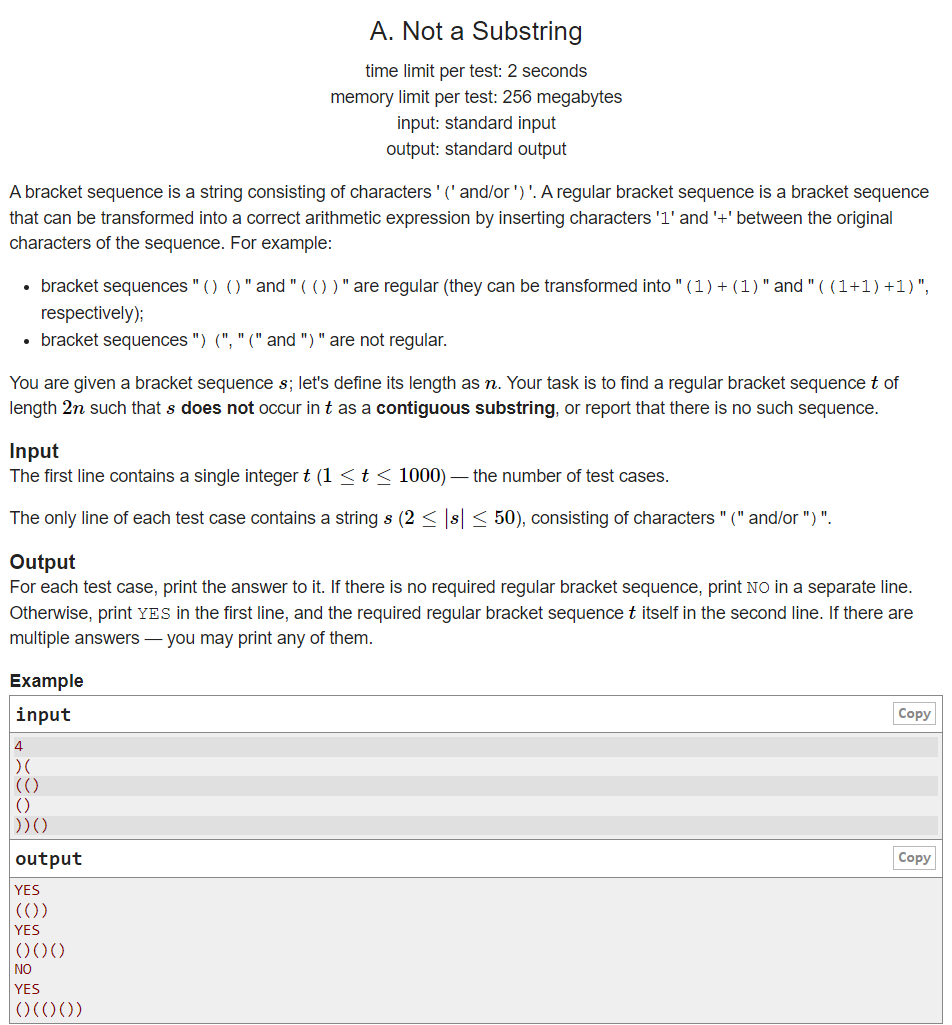 A. Not a Substring
time limit per test: 2 seconds
memory limit per test: 256 megabytes
input: standard input
output: standard output
A bracket sequence is a string consisting of characters '(' and/or ')'. A regular bracket sequence is a bracket sequence
that can be transformed into a correct arithmetic expression by inserting characters '1' and '+' between the original
characters of the sequence. For example:
• bracket sequences "() ()" and "( () )" are regular (they can be transformed into "(1)+(1)" and "( (1+1) +1)",
respectively);
• bracket sequences ") (", "(" and ")" are not regular.
You are given a bracket sequence s; let's define its length as n. Your task is to find a regular bracket sequence t of
length 2n such that s does not occur in t as a contiguous substring, or report that there is no such sequence.
Input
The first line contains a single integer t (1 ≤ t ≤ 1000) — the number of test cases.
The only line of each test case contains a string s (2 ≤ |s| ≤ 50), consisting of characters "(" and/or ")".
Output
For each test case, print the answer to it. If there is no required regular bracket sequence, print NO in a separate line.
Otherwise, print YES in the first line, and the required regular bracket sequence t itself in the second line. If there are
multiple answers — you may print any of them.
Example
input Copy
4
)(
(()
()
))()
output Copy
YES
(())
YES
()()()
NO
YES
()(()())